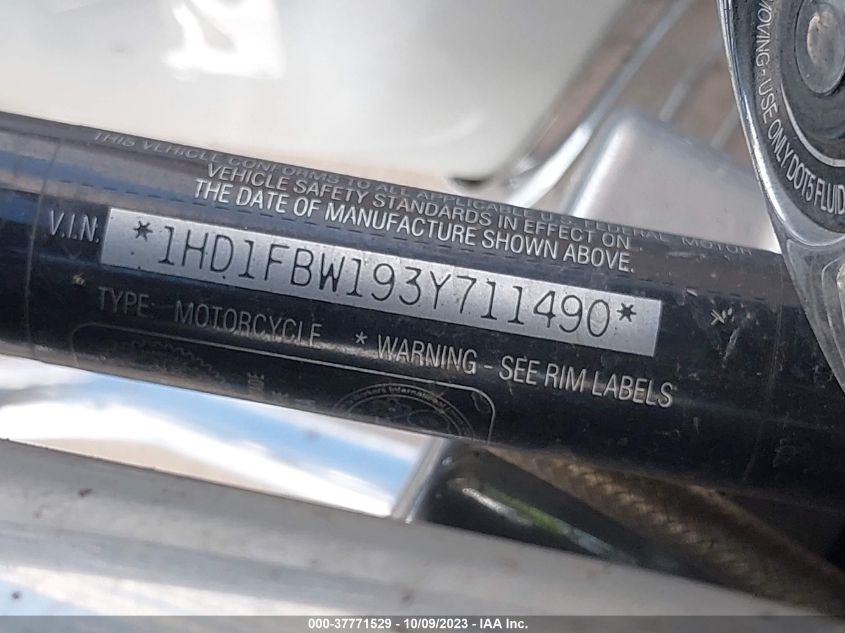 THIS VEHICLE CONFORMS TO ALL APPLICABLE U.S. FEDERAL MOTOR
VEHICLE SAFETY STANDARDS IN EFFECT ON
THE DATE OF MANUFACTURE SHOWN ABOVE.
V.I.N. *1HD1FBW193Y711490*
TYPE: MOTORCYCLE * WARNING - SEE RIM LABELS
MOVING - USE ONLY DOT5 FLUID
000-37771529 - 10/09/2023 - IAA Inc.